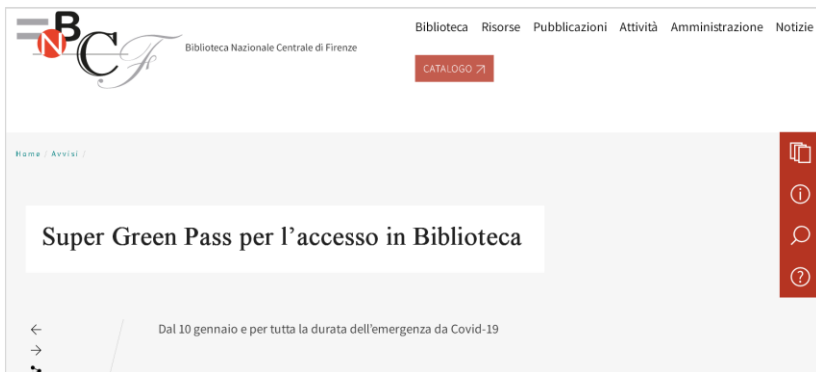 NBCF
Biblioteca Nazionale Centrale di Firenze
Biblioteca Risorse Pubblicazioni Attività Amministrazione Notizie
CATALOGO
Home / Avvisi /
Super Green Pass per l’accesso in Biblioteca
Dal 10 gennaio e per tutta la durata dell’emergenza da Covid-19